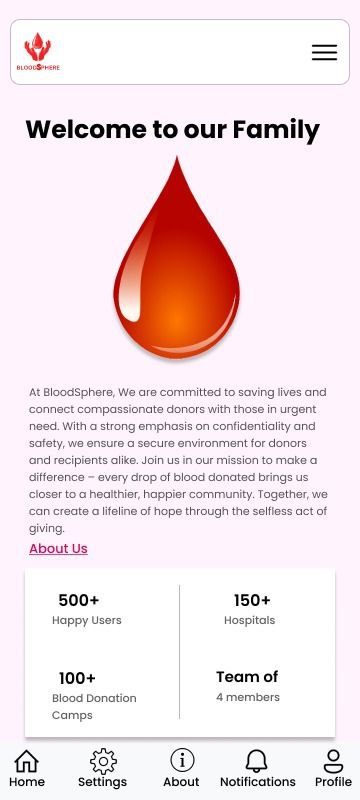 BLOODSPHERE
Welcome to our Family
At BloodSphere, We are committed to saving lives and
connect compassionate donors with those in urgent
need. With a strong emphasis on confidentiality and
safety, we ensure a secure environment for donors
and recipients alike. Join us in our mission to make a
difference – every drop of blood donated brings us
closer to a healthier, happier community. Together, we
can create a lifeline of hope through the selfless act of
giving.
About Us
500+
Happy Users
150+
Hospitals
100+
Blood Donation
Camps
Team of
4 members
Home
Settings
About
Notifications
Profile